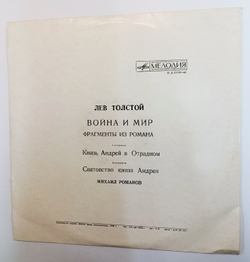 МЕЛОДИЯ
ЛЕВ ТОЛСТОЙ
ВОЙНА И МИР
ФРАГМЕНТЫ ИЗ РОМАНА
Князь Андрей в Отрадном
Сватовство князя Андрея
МИХАИЛ РОМАНОВ